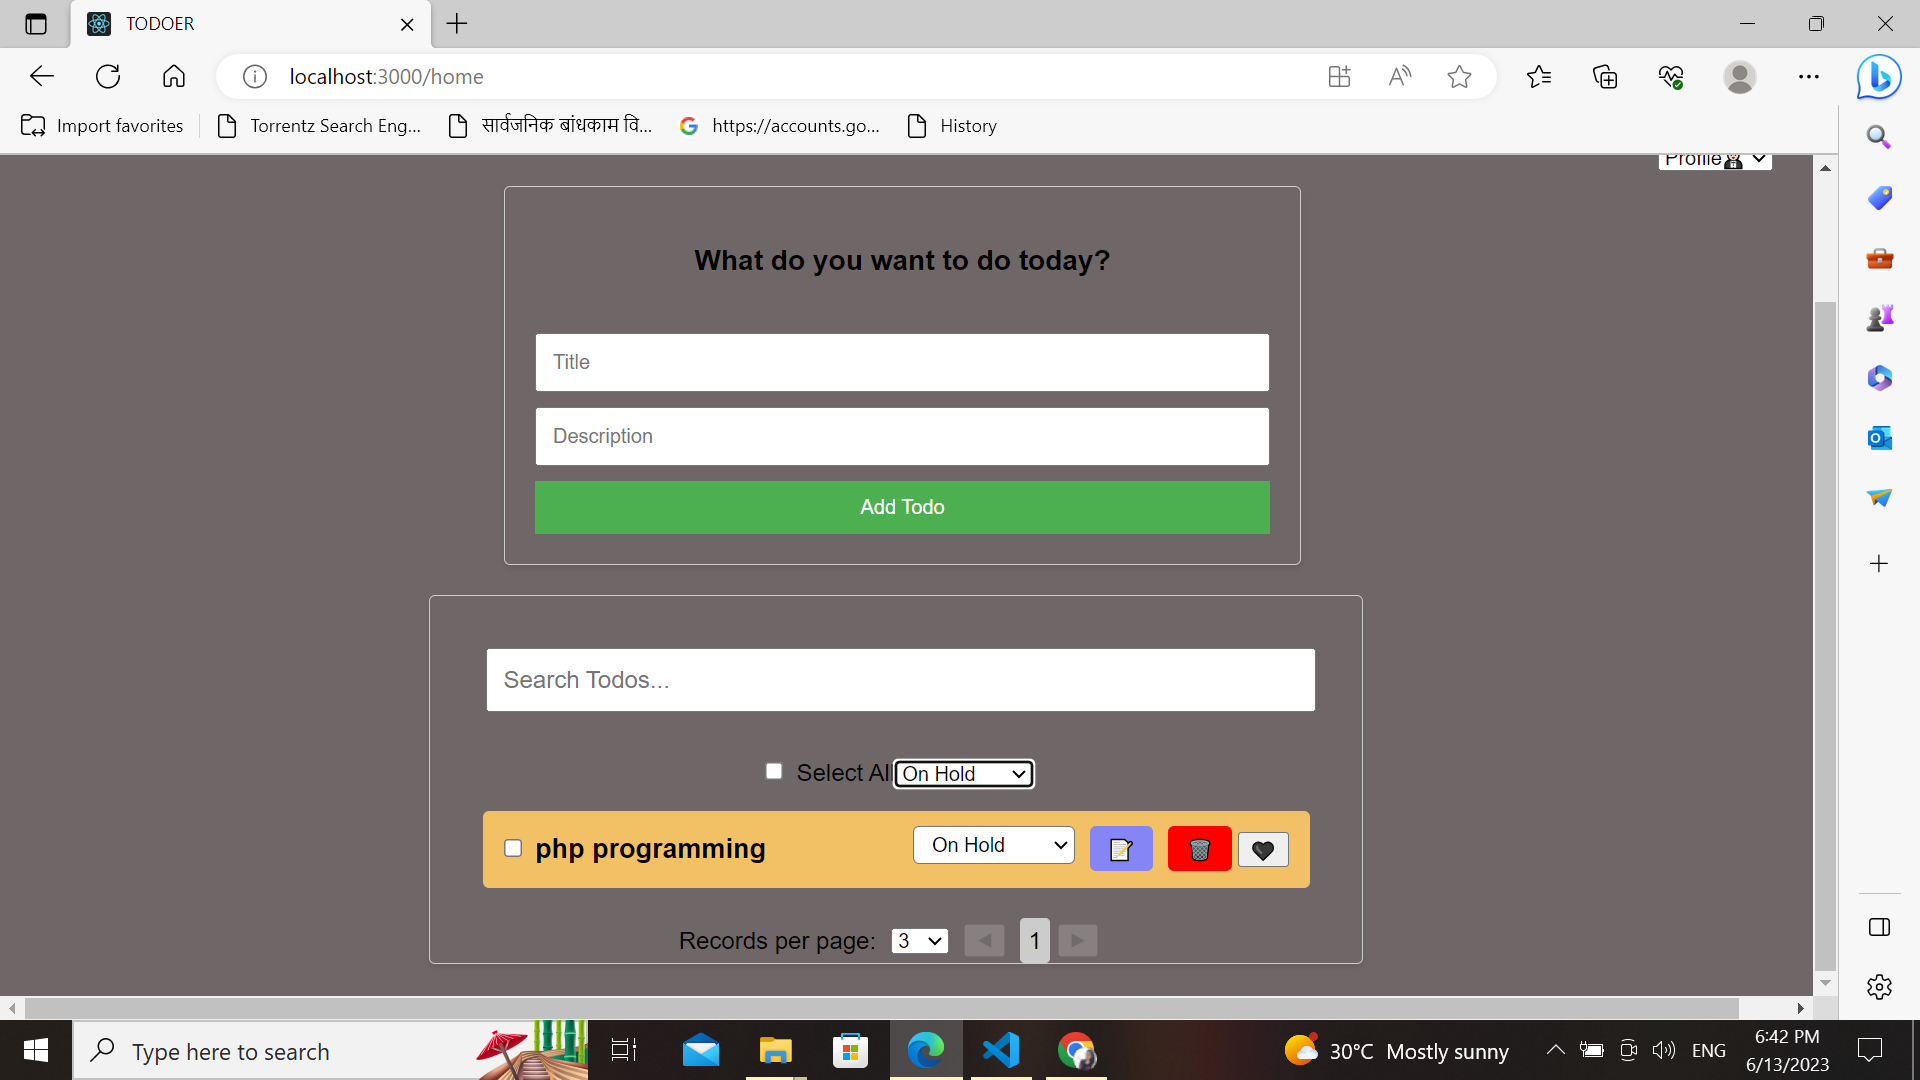 TODOER
localhost:3000/home
Import favorites
Torrentz Search Eng...
सार्वजनिक बांधकाम वि...
https://accounts.go...
History
Profile
What do you want to do today?
Title
Description
Add Todo
Search Todos...
Select All
On Hold
php programming
On Hold
Records per page:
3
1
Type here to search
30°C Mostly sunny
ENG
6:42 PM
6/13/2023